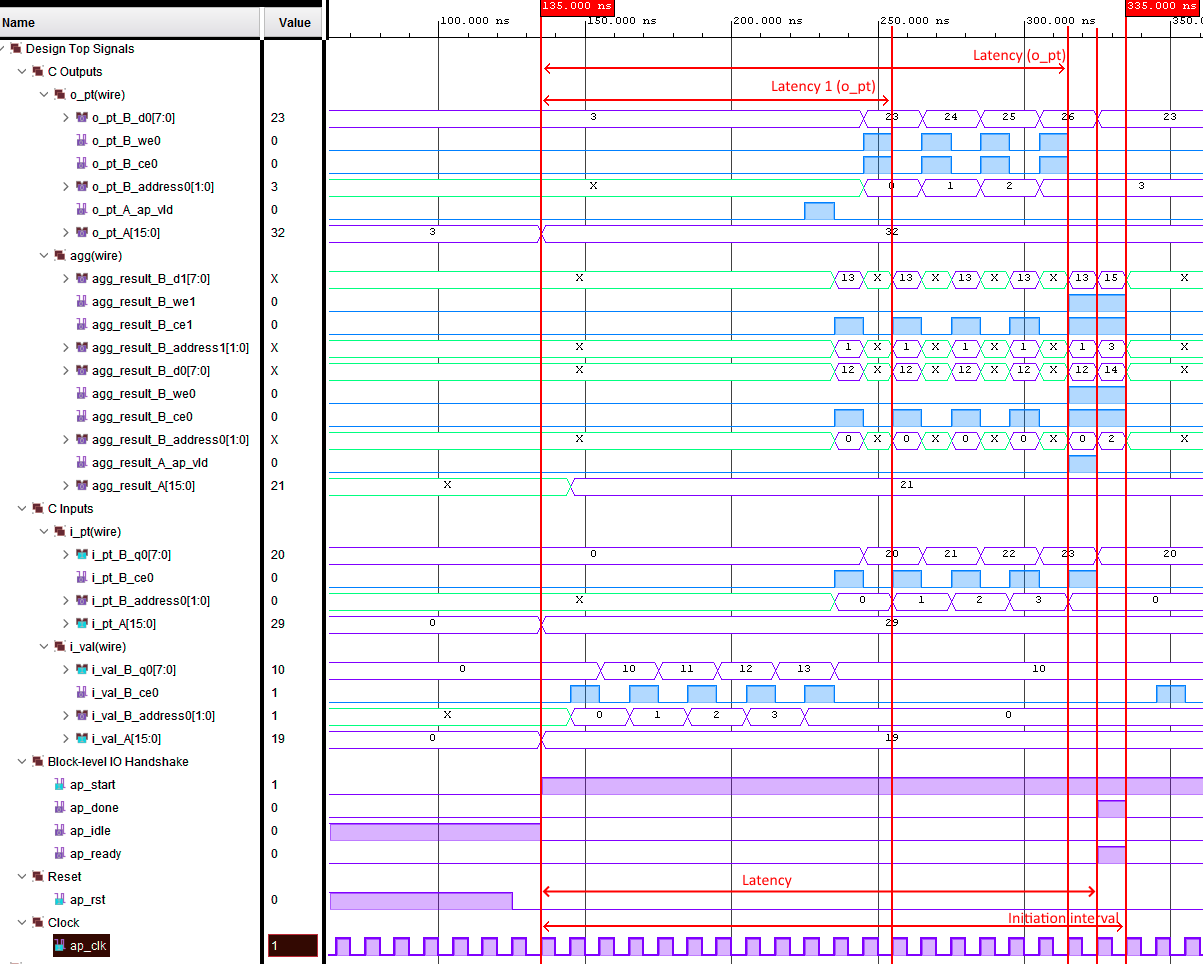 135.000 ns 335.000 ns
Name Value 100.000 ns 150.000 ns 200.000 ns 250.000 ns 300.000 ns 350.0
Design Top Signals Latency (o_pt)
C Outputs
o_pt(wire) Latency 1 (o_pt)
o_pt_B_d0[7:0] 23 3 23 24 25 26 23
o_pt_B_we0 0
o_pt_B_ce0 0
o_pt_B_address0[1:0] 3 X 0 1 2 3
o_pt_A_ap_vld 0
o_pt_A[15:0] 32 3 32
agg(wire)
agg_result_B_d1[7:0] X X 13 X 13 X 13 X 13 X 13 15 X
agg_result_B_we1 0
agg_result_B_ce1 0
agg_result_B_address1[1:0] X X 1 X 1 X 1 X 1 X 1 3 X
agg_result_B_d0[7:0] X X 12 X 12 X 12 X 12 X 12 14 X
agg_result_B_we0 0
agg_result_B_ce0 0
agg_result_B_address0[1:0] X X 0 X 0 X 0 X 0 X 0 2 X
agg_result_A_ap_vld 0
agg_result_A[15:0] 21 X 21
C Inputs
i_pt(wire)
i_pt_B_q0[7:0] 20 0 20 21 22 23 20
i_pt_B_ce0 0
i_pt_B_address0[1:0] 0 X 0 1 2 3 0
i_pt_A[15:0] 29 0 29
i_val(wire)
i_val_B_q0[7:0] 10 0 10 11 12 13 10
i_val_B_ce0 1
i_val_B_address0[1:0] 1 X 0 1 2 3 0
i_val_A[15:0] 19 0 19
Block-level IO Handshake
ap_start 1
ap_done 0
ap_idle 0
ap_ready 0
Reset Latency
ap_rst 0
Clock Initiation interval
ap_clk 1